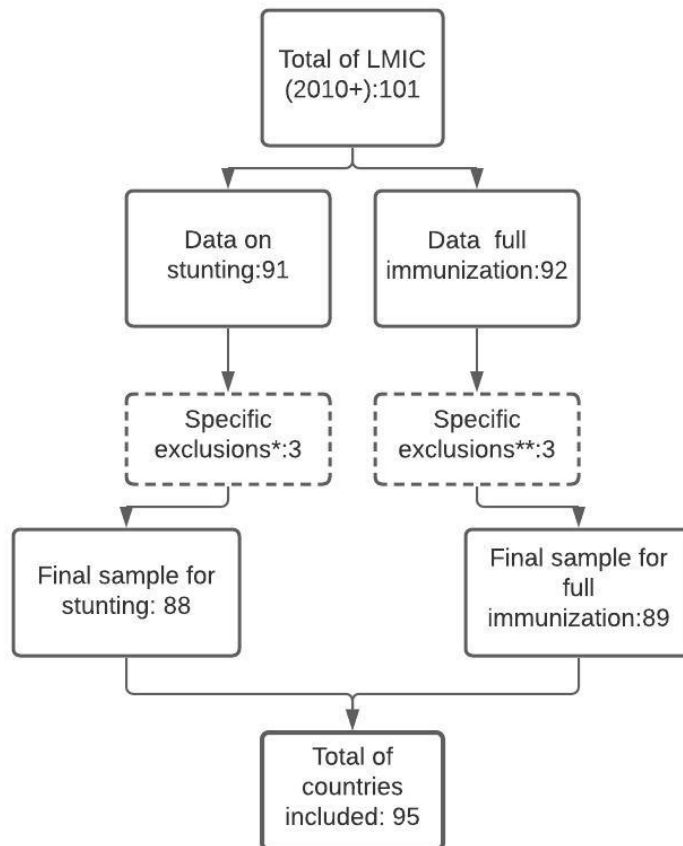 Total of LMIC
(2010+):101
Data on
stunting:91
Data full
immunization:92
Specific
exclusions*:3
Specific
exclusions**:3
Final sample for
stunting: 88
Final sample for
full
immunization:89
Total of
countries
included: 95